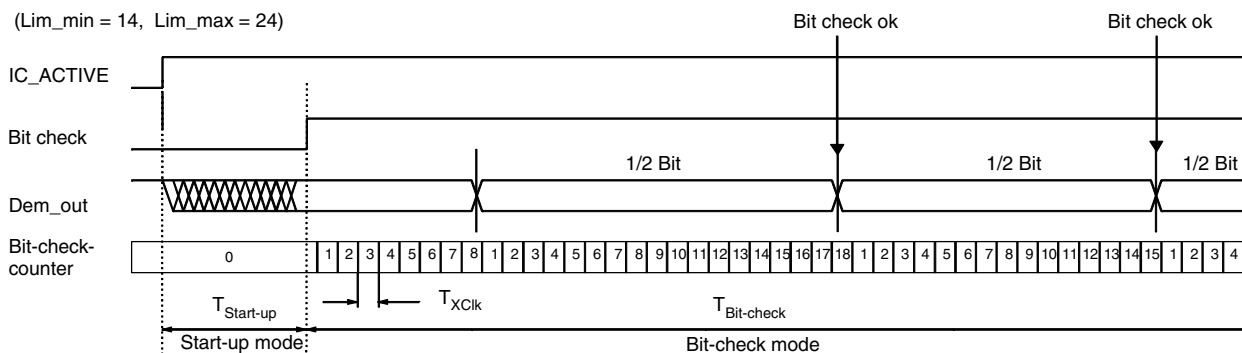 (Lim_min = 14, Lim_max = 24)
Bit check ok
Bit check ok
IC_ACTIVE
Bit check
1/2 Bit
1/2 Bit
1/2 Bit
Dem_out
Bit-check-
counter
0 1 2 3 4 5 6 7 8 1 2 3 4 5 6 7 8 9 10 11 12 13 14 15 16 17 18 1 2 3 4 5 6 7 8 9 10 11 12 13 14 15 1 2 3 4
TStart-up
TXClk
TBit-check
Start-up mode
Bit-check mode